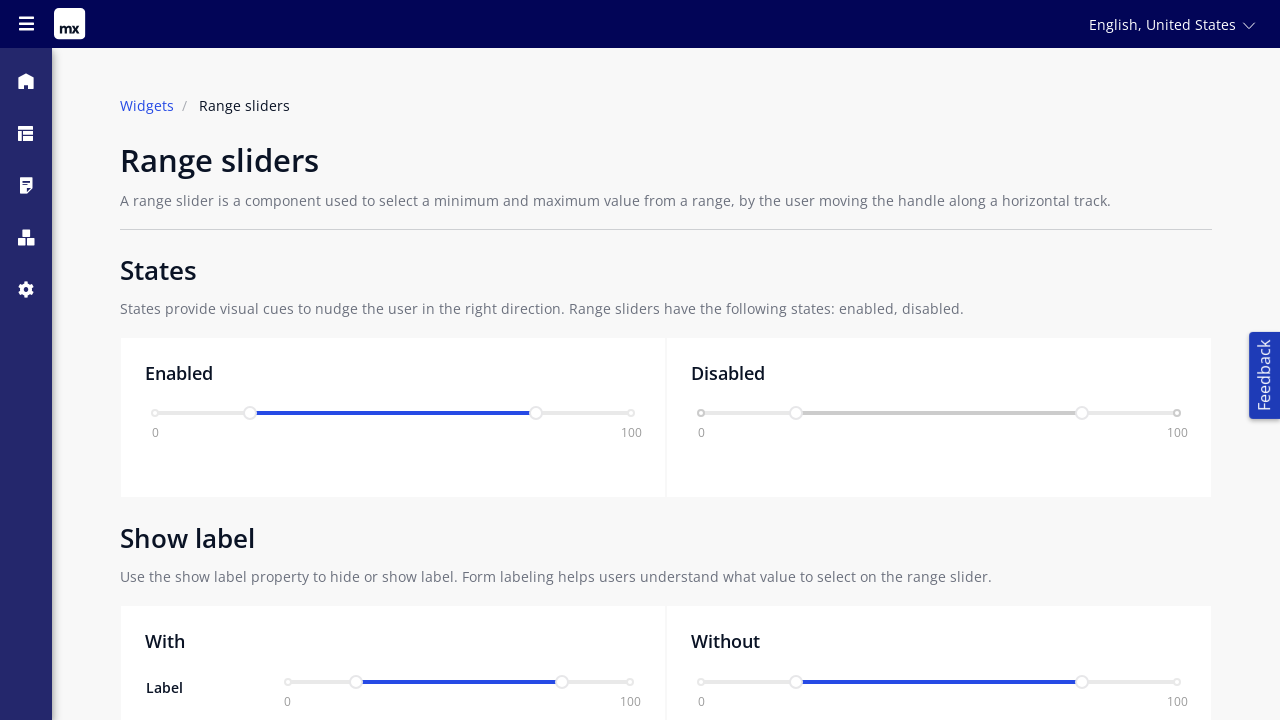 mx
English, United States
Widgets / Range sliders
Range sliders
A range slider is a component used to select a minimum and maximum value from a range, by the user moving the handle along a horizontal track.
States
States provide visual cues to nudge the user in the right direction. Range sliders have the following states: enabled, disabled.
Enabled
0 100
Disabled
0 100
Feedback
Show label
Use the show label property to hide or show label. Form labeling helps users understand what value to select on the range slider.
With
Label
0 100
Without
0 100